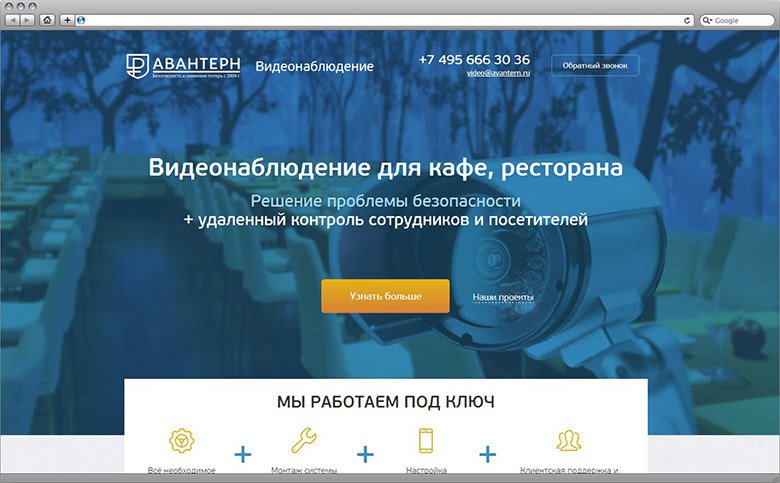 Google
АВАНТЕРН
Безопасность и снижение потерь с 2004 г.
Видеонаблюдение
+7 495 666 30 36
video@avantern.ru
Обратный звонок
Видеонаблюдение для кафе, ресторана
Решение проблемы безопасности
+ удаленный контроль сотрудников и посетителей
Узнать больше
Наши проекты
МЫ РАБОТАЕМ ПОД КЛЮЧ
Всё необходимое
+
Монтаж системы
+
Настройка
+
Клиентская поддержка и